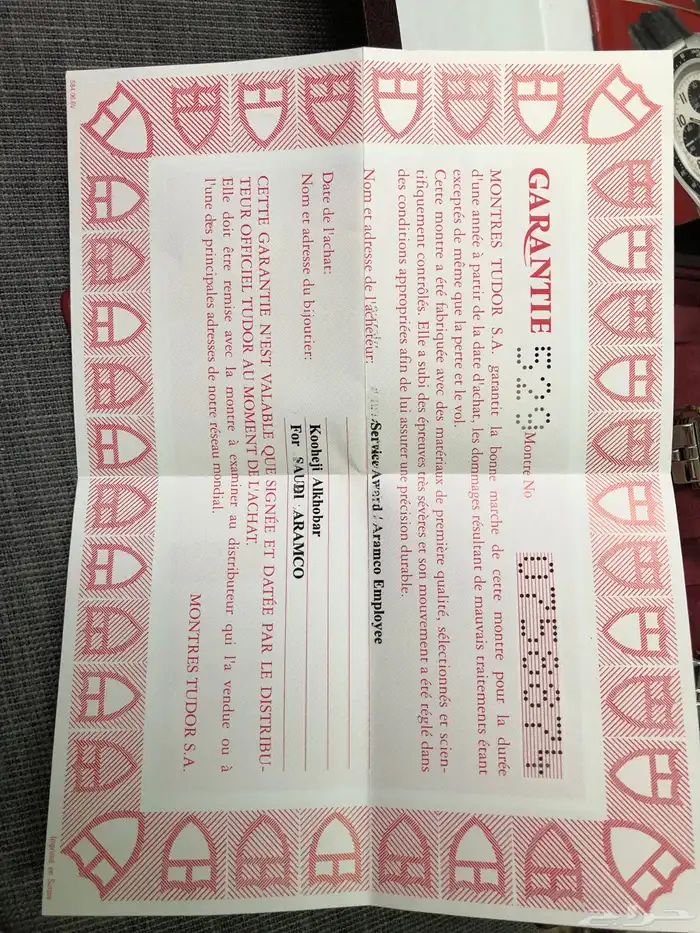 GARANTIE Montre No
MONTRES TUDOR S.A. garantit la bonne marche de cette montre pour la durée
d'une année à partir de la date d'achat, les dommages résultant de mauvais traitements étant
exceptés de même que la perte et le vol.
Cette montre a été fabriquée avec des matériaux de première qualité, sélectionnés et scien-
tifiquement contrôlés. Elle a subi des épreuves très sévères et son mouvement a été réglé dans
des conditions appropriées afin de lui assurer une précision durable.
Nom et adresse de l'acheteur: Service Award / Aramco Employee
Date de l'achat:
Nom et adresse du bijoutier: Kooheji Alkhobar
For SAUDI ARAMCO
CETTE GARANTIE N'EST VALABLE QUE SIGNÉE ET DATÉE PAR LE DISTRIBU-
TEUR OFFICIEL TUDOR AU MOMENT DE L'ACHAT.
Elle doit être remise avec la montre à examiner au distributeur qui l'a vendue ou à
l'une des principales adresses de notre réseau mondial.
MONTRES TUDOR S.A.
Imprimé en Suisse
حراج